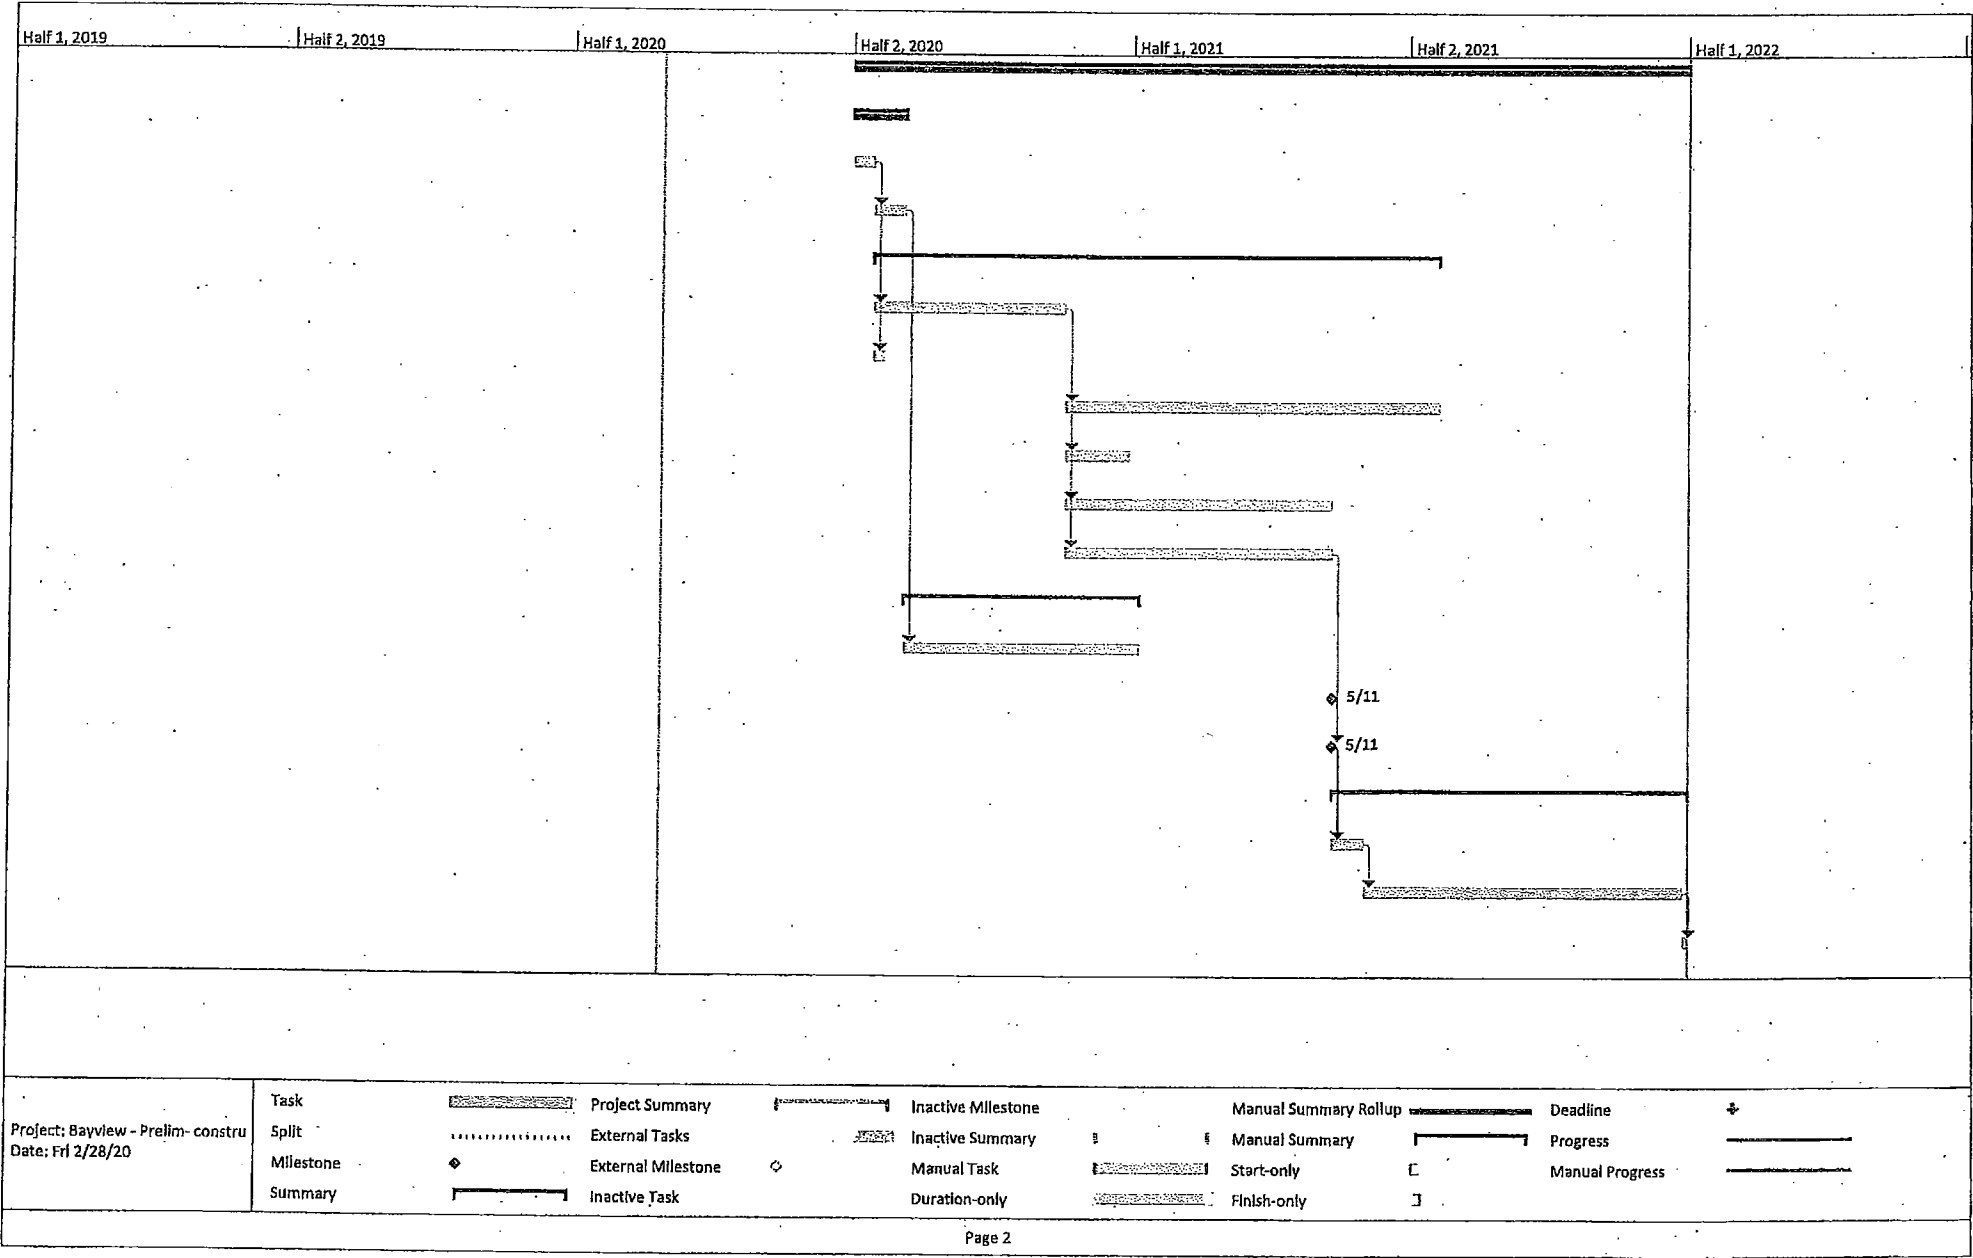 Half 1, 2019 Half 2, 2019 Half 1, 2020 Half 2, 2020 Half 1, 2021 Half 2, 2021 Half 1, 2022
5/11
5/11
Task Project Summary Inactive Milestone Manual Summary Rollup Deadline
Project: Bayview - Prelim- constru Split External Tasks Inactive Summary Manual Summary Progress
Date: Fri 2/28/20
Milestone External Milestone Manual Task Start-only Manual Progress
Summary Inactive Task Duration-only Finish-only
Page 2